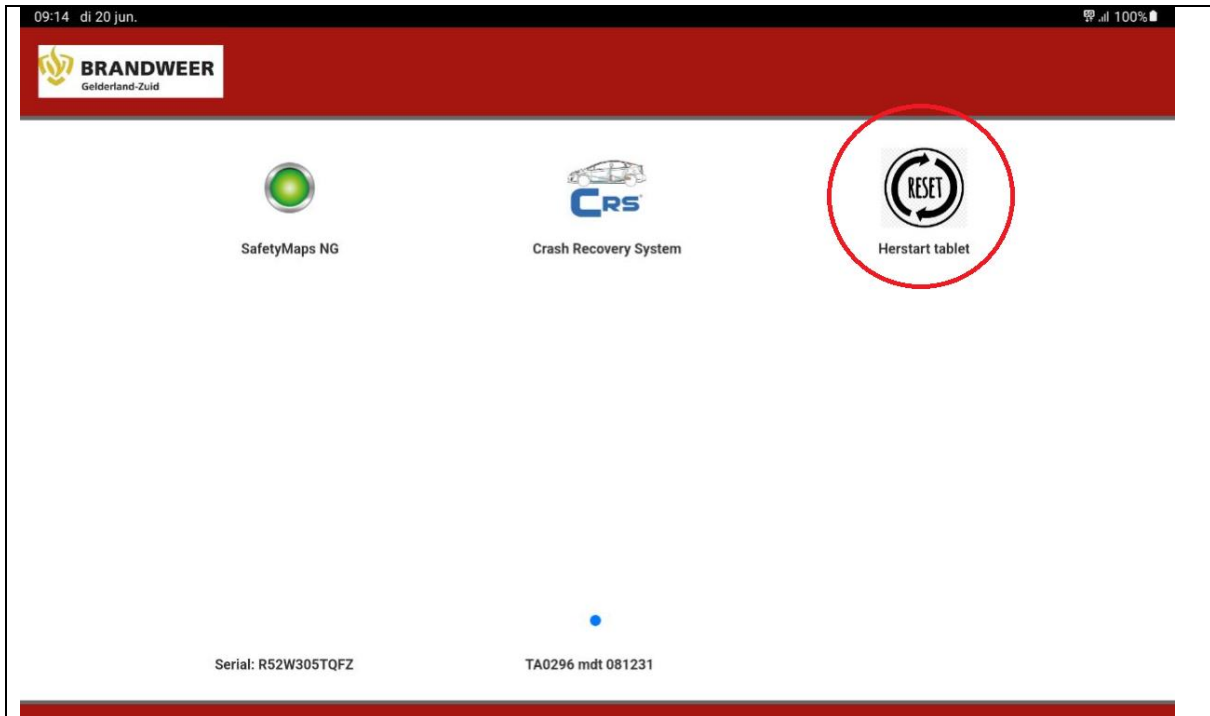 09:14 di 20 jun.
100%
BRANDWEER
Gelderland-Zuid
RESET
CRS
SafetyMaps NG
Crash Recovery System
Herstart tablet
Serial: R52W305TQFZ
TA0296 mdt 081231